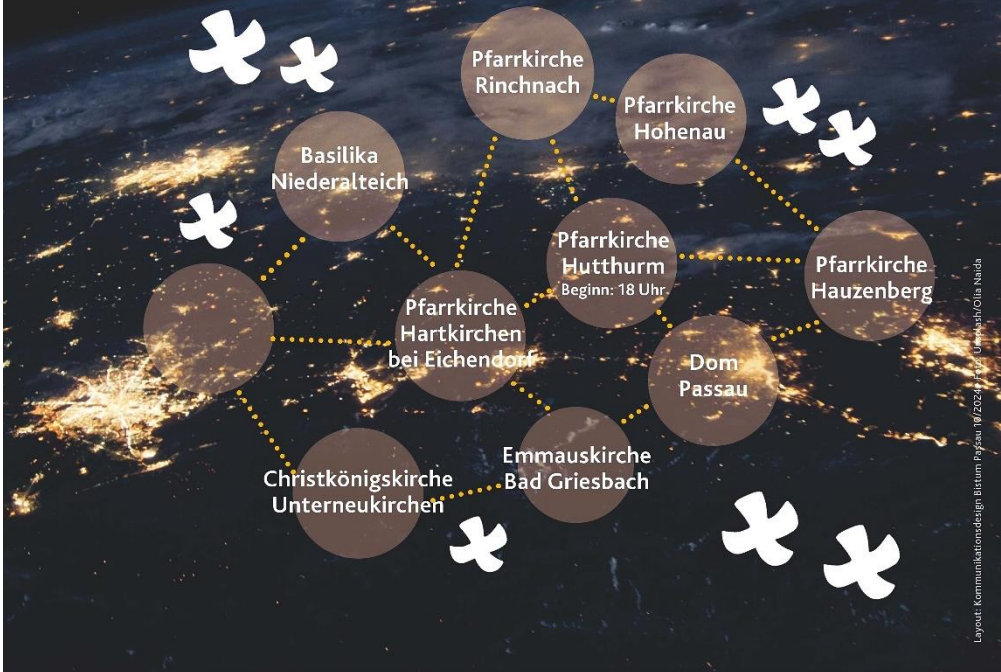 Pfarrkirche
Rinchnach
Pfarrkirche
Hohenau
Basilika
Niederalteich
Pfarrkirche
Hutthurm
Beginn: 18 Uhr
Pfarrkirche
Hauzenberg
Pfarrkirche
Hartkirchen
bei Eichendorf
Dom
Passau
Emmauskirche
Bad Griesbach
Christkönigskirche
Unterneukirchen
Layout: Kommunikationsdesign Bistum Passau 10/2024, Foto: Unsplash/Olia Nayda